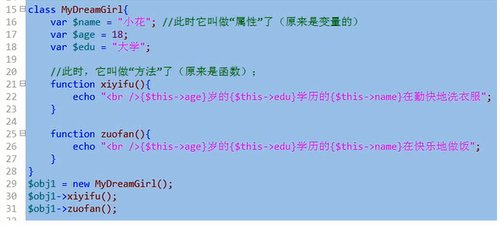 15 class MyDreamGirl{
16 var $name = "小花"; //此时它叫做“属性”了（原来是变量的）
17 var $age = 18;
18 var $edu = "大学";
19
20 //此时，它叫做“方法”了（原来是函数）；
21 function xiyifu(){
22 echo "<br />{$this->age}岁的{$this->edu}学历的{$this->name}在勤快地洗衣服";
23 }
24
25 function zuofan(){
26 echo "<br />{$this->age}岁的{$this->edu}学历的{$this->name}在快乐地做饭";
27 }
28 }
29 $obj1 = new MyDreamGirl();
30 $obj1->xiyifu();
31 $obj1->zuofan();